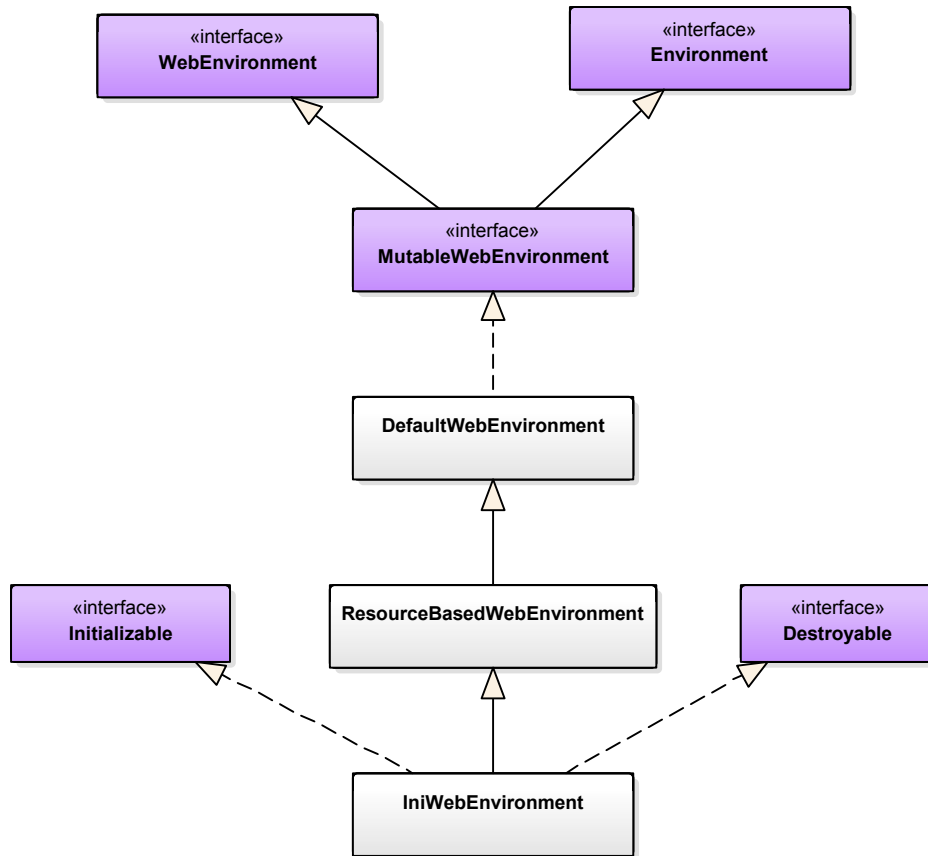 «interface»
WebEnvironment
«interface»
Environment
«interface»
MutableWebEnvironment
DefaultWebEnvironment
«interface»
Initializable
ResourceBasedWebEnvironment
«interface»
Destroyable
IniWebEnvironment